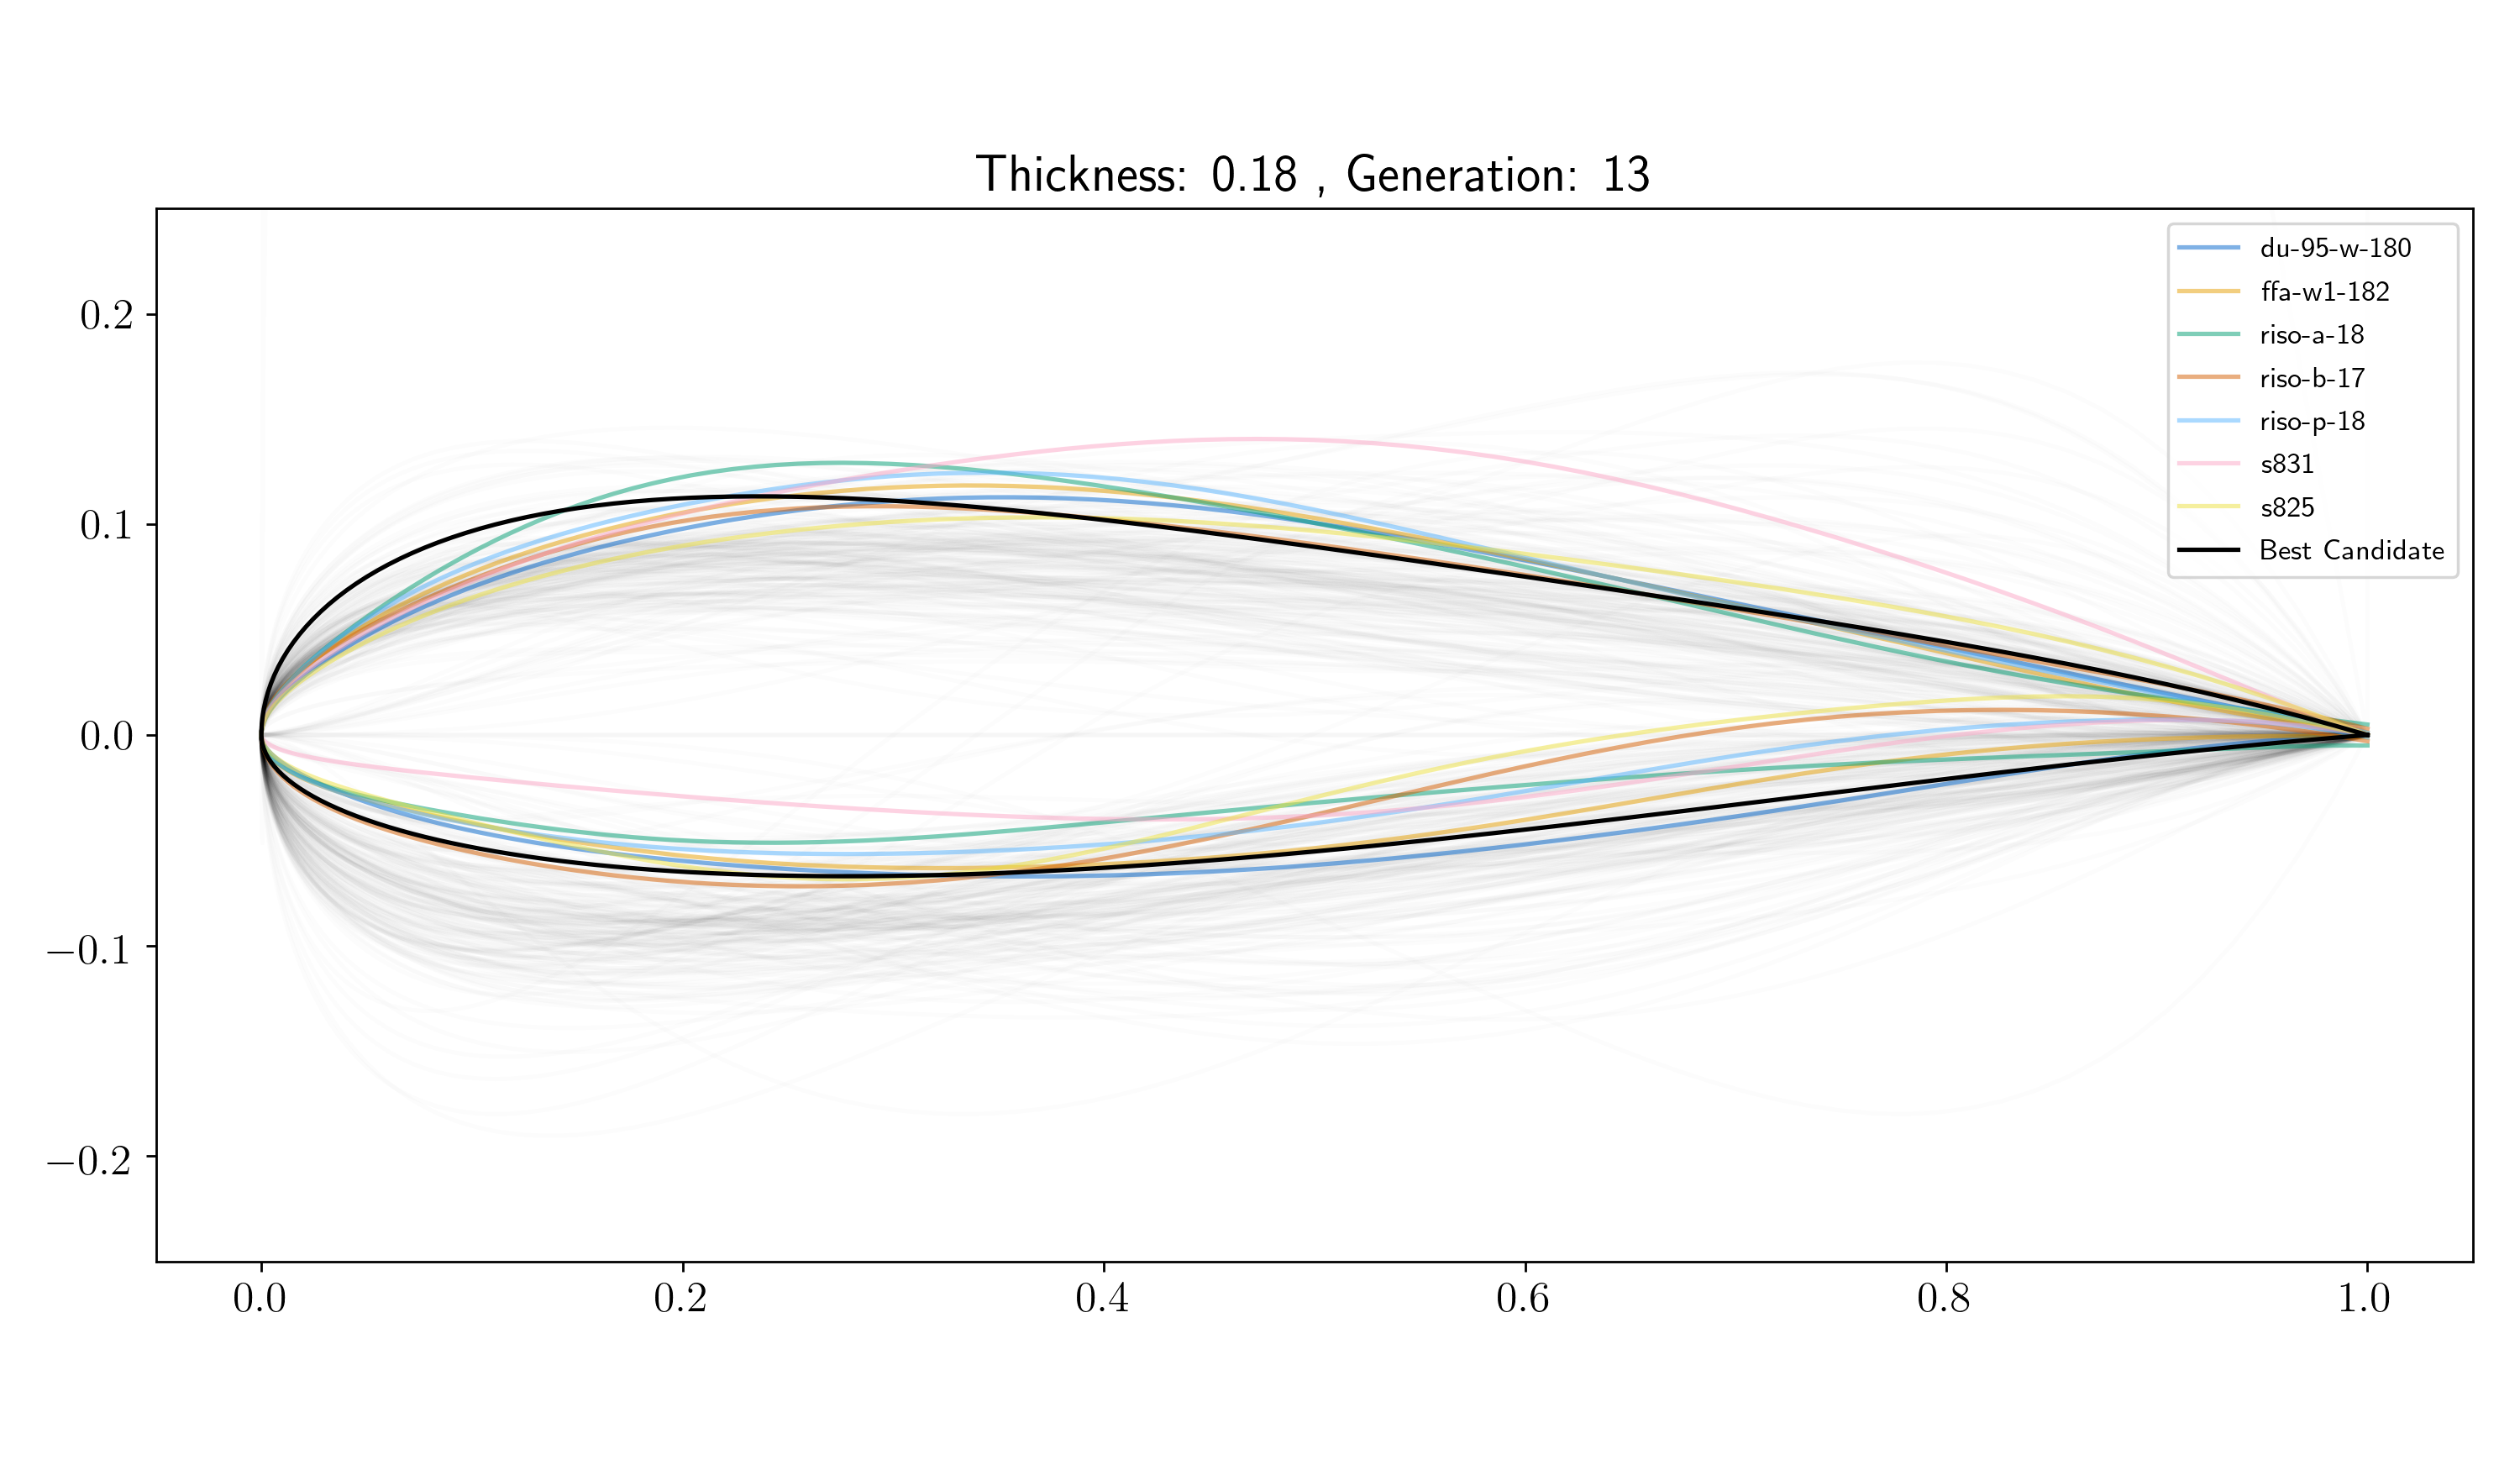 Thickness: 0.18 , Generation: 13
du-95-w-180
ffa-w1-182
riso-a-18
riso-b-17
riso-p-18
s831
s825
Best Candidate
0.2
0.1
0.0
−0.1
−0.2
0.0 0.2 0.4 0.6 0.8 1.0